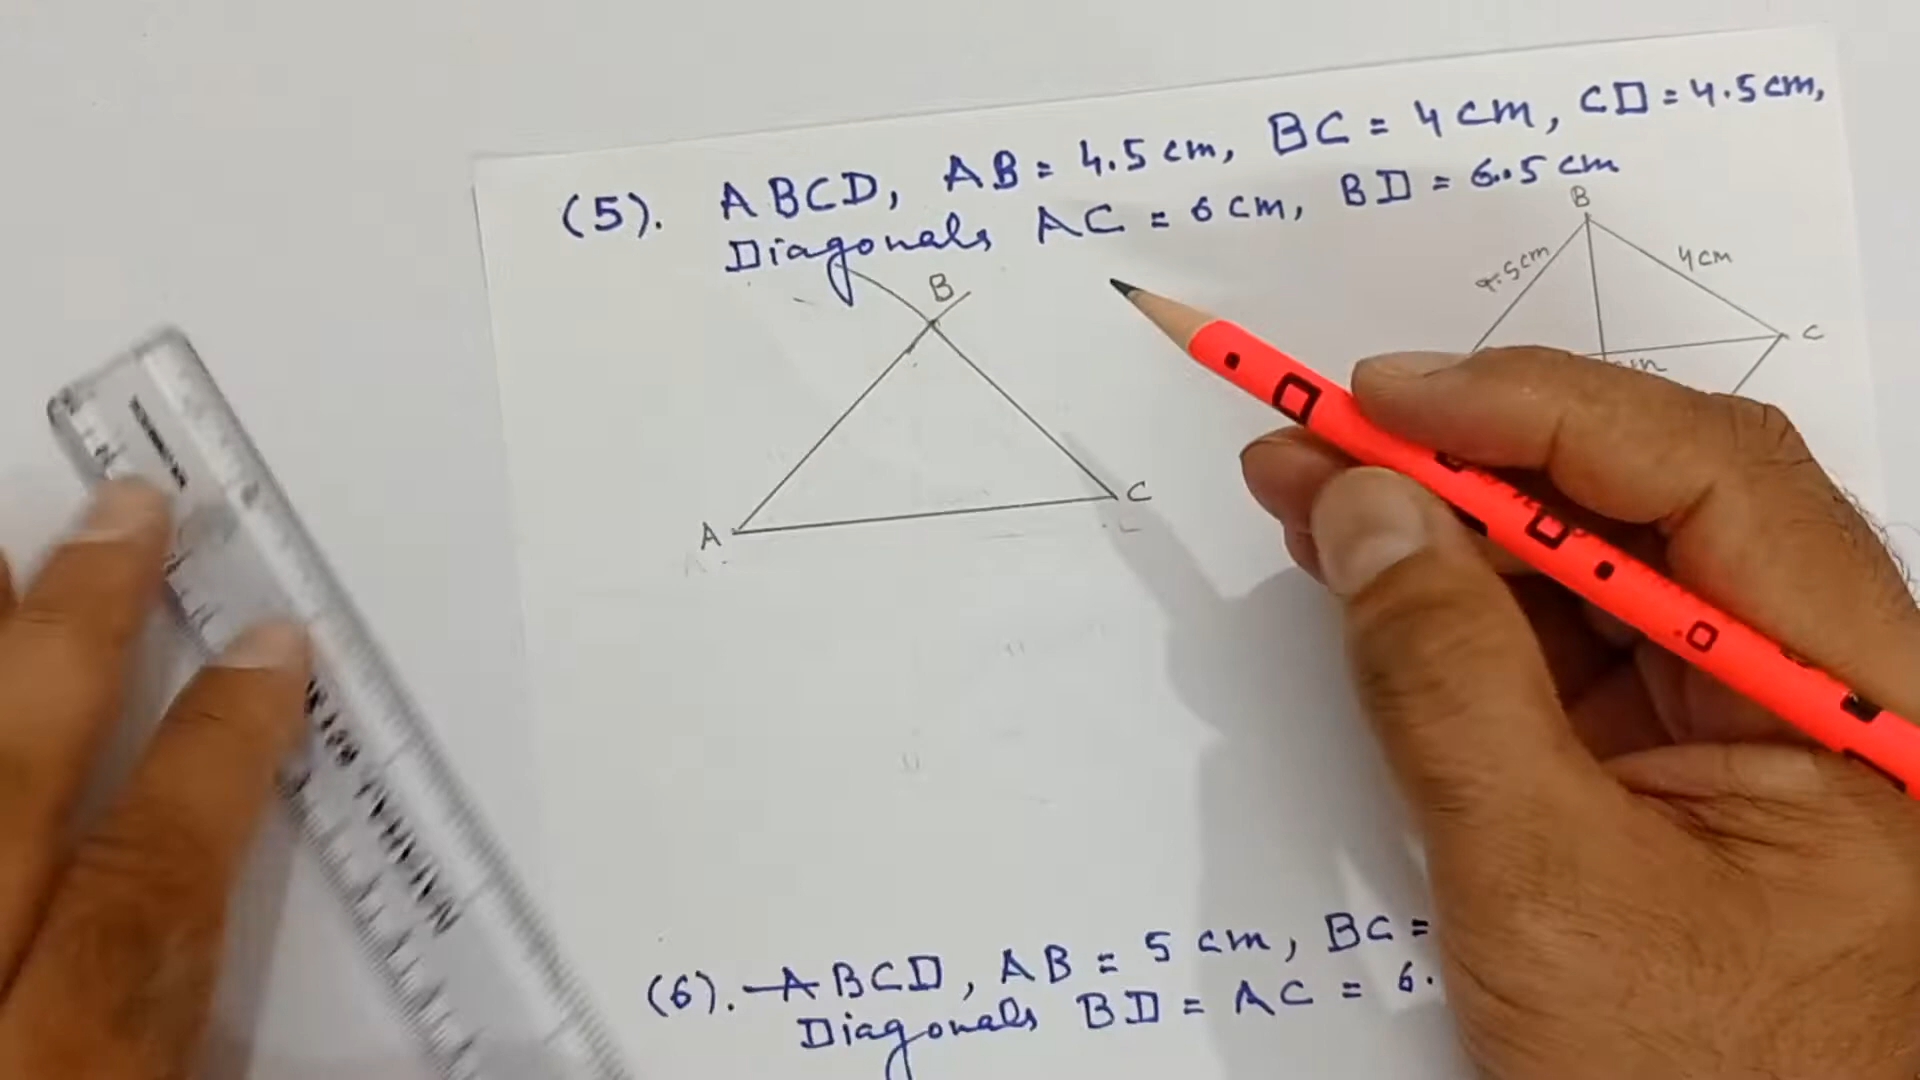 (5). ABCD, AB = 4.5 cm, BC = 4 cm, CD = 4.5 cm,
Diagonals AC = 6 cm, BD = 6.5 cm
B
4.5cm
4cm
C
cm
B
A
C
(6). ABCD, AB = 5 cm, BC =
Diagonals BD = AC = 6.